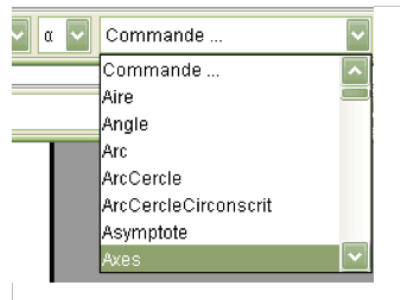 α Commande ...
Commande ...
Aire
Angle
Arc
ArcCercle
ArcCercleCirconscrit
Asymptote
Axes